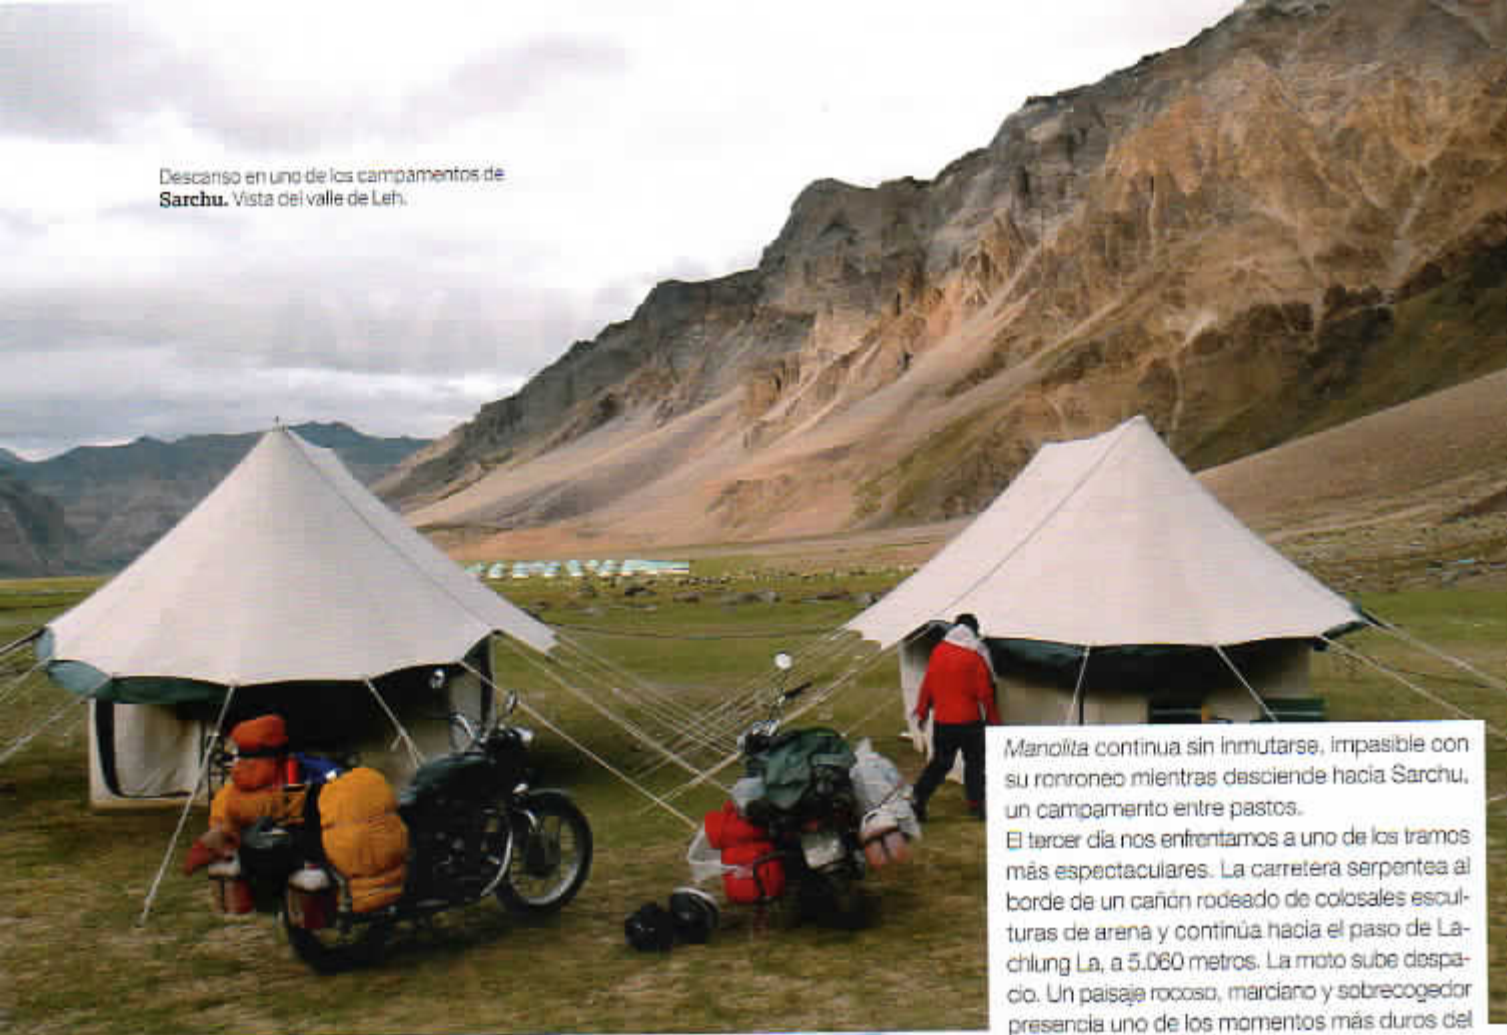 Descanso en uno de los campamentos de
Sarchu. Vista del valle de Leh.
Manolita continua sin inmutarse, impasible con
su ronroneo mientras desciende hacia Sarchu,
un campamento entre pastos.
El tercer día nos enfrentamos a uno de los tramos
más espectaculares. La carretera serpentea al
borde de un cañón rodeado de colosales escul-
turas de arena y continúa hacia el paso de La-
chlung La, a 5.060 metros. La moto sube despa-
cio. Un paisaje rocoso, marciano y sobrecogedor
presencia uno de los momentos más duros del